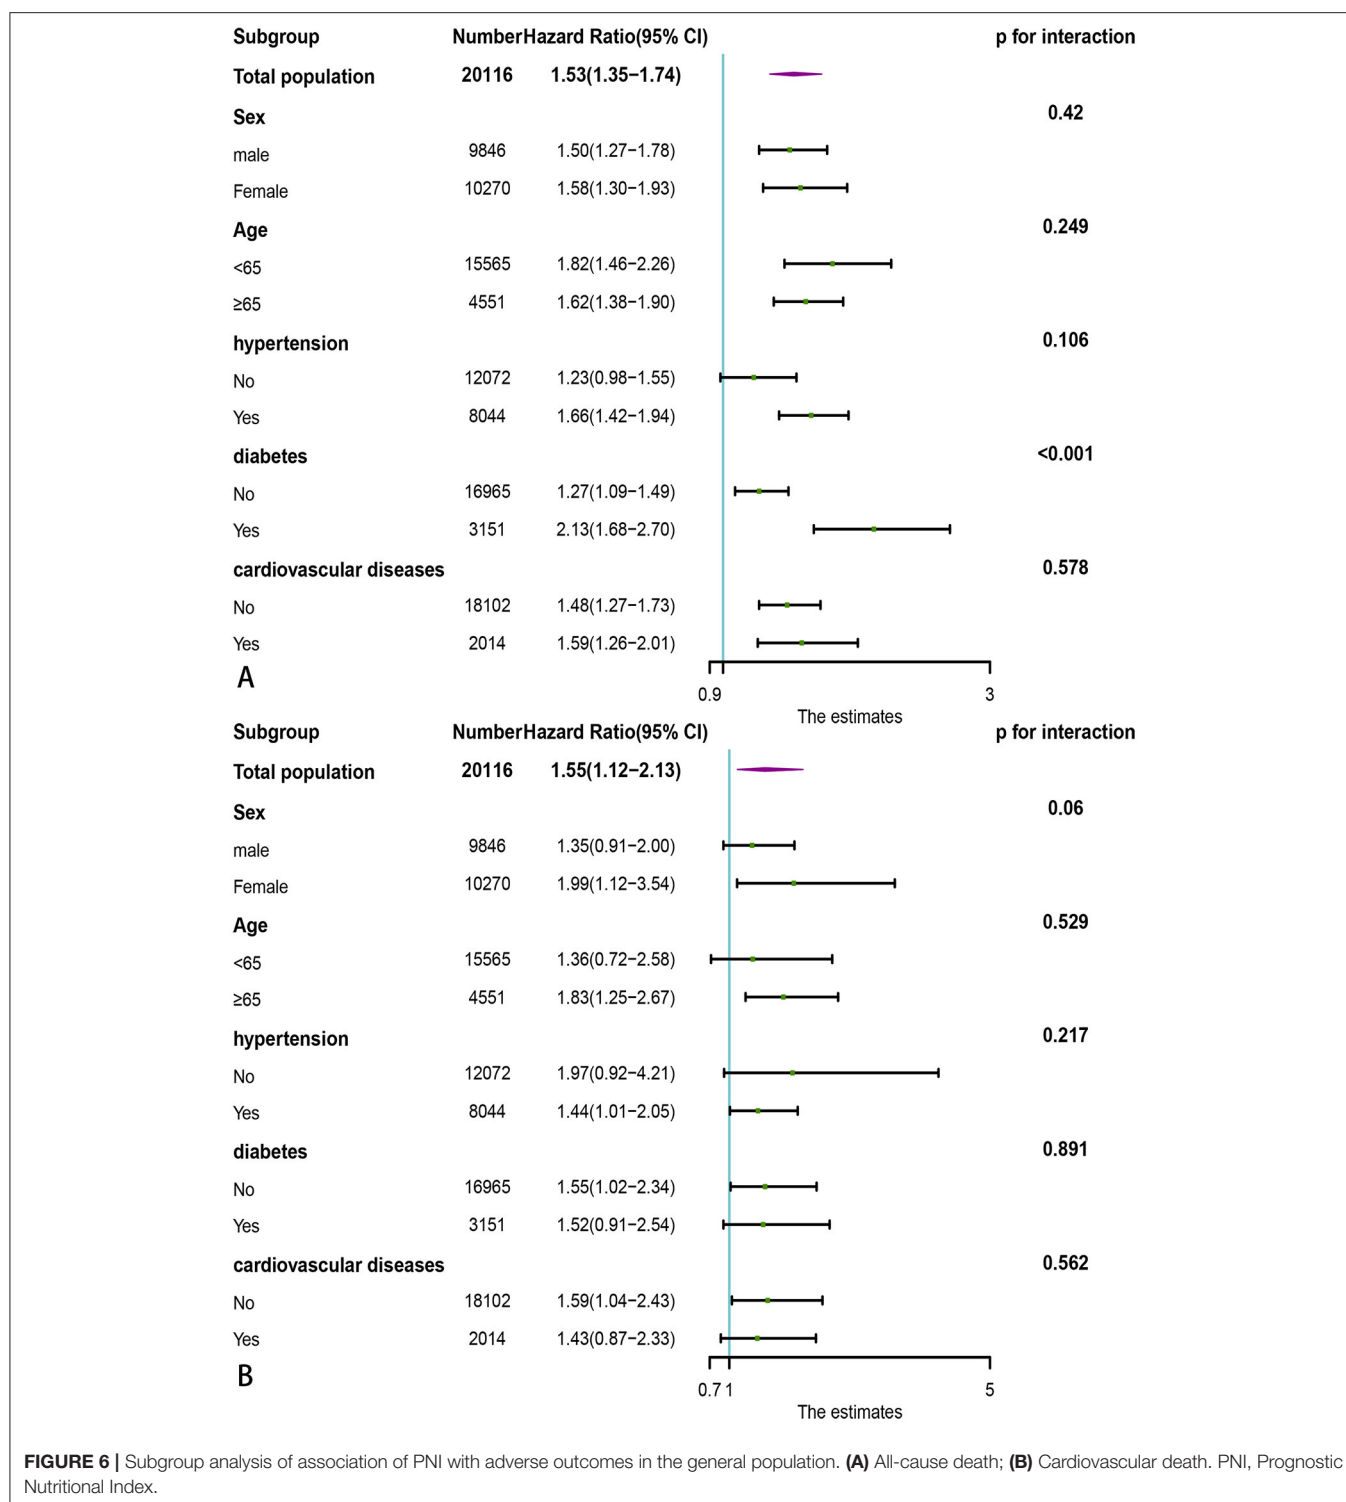 Subgroup NumberHazard Ratio(95% CI) p for interaction
Total population 20116 1.53(1.35−1.74)
Sex 0.42
male 9846 1.50(1.27−1.78)
Female 10270 1.58(1.30−1.93)
Age 0.249
<65 15565 1.82(1.46−2.26)
≥65 4551 1.62(1.38−1.90)
hypertension 0.106
No 12072 1.23(0.98−1.55)
Yes 8044 1.66(1.42−1.94)
diabetes <0.001
No 16965 1.27(1.09−1.49)
Yes 3151 2.13(1.68−2.70)
cardiovascular diseases 0.578
No 18102 1.48(1.27−1.73)
Yes 2014 1.59(1.26−2.01)
A
0.9 3
The estimates
Subgroup NumberHazard Ratio(95% CI) p for interaction
Total population 20116 1.55(1.12−2.13)
Sex 0.06
male 9846 1.35(0.91−2.00)
Female 10270 1.99(1.12−3.54)
Age 0.529
<65 15565 1.36(0.72−2.58)
≥65 4551 1.83(1.25−2.67)
hypertension 0.217
No 12072 1.97(0.92−4.21)
Yes 8044 1.44(1.01−2.05)
diabetes 0.891
No 16965 1.55(1.02−2.34)
Yes 3151 1.52(0.91−2.54)
cardiovascular diseases 0.562
No 18102 1.59(1.04−2.43)
Yes 2014 1.43(0.87−2.33)
B
0.7 1 5
The estimates
FIGURE 6 | Subgroup analysis of association of PNI with adverse outcomes in the general population. (A) All-cause death; (B) Cardiovascular death. PNI, Prognostic
Nutritional Index.